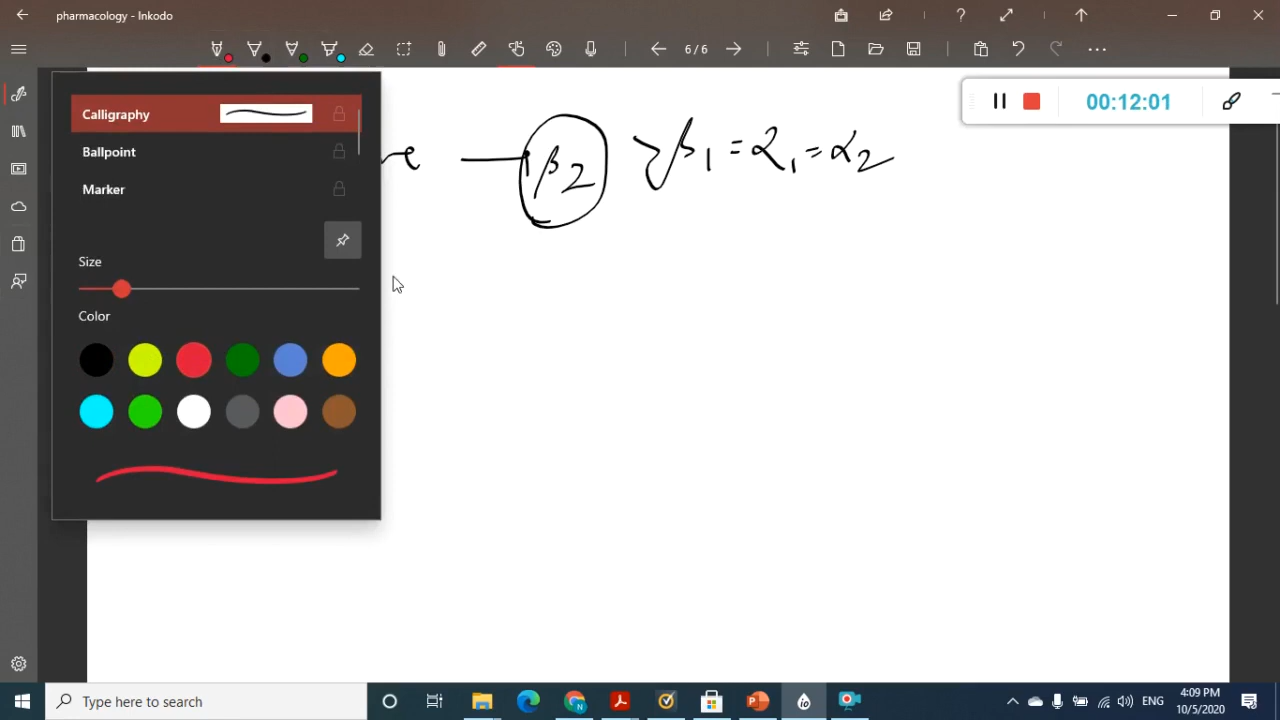 pharmacology - Inkodo
6/6
00:12:01
Calligraphy
Ballpoint
Marker
Size
Color
β2 > β1 = α1 = α2
Type here to search
ENG
4:09 PM
10/5/2020